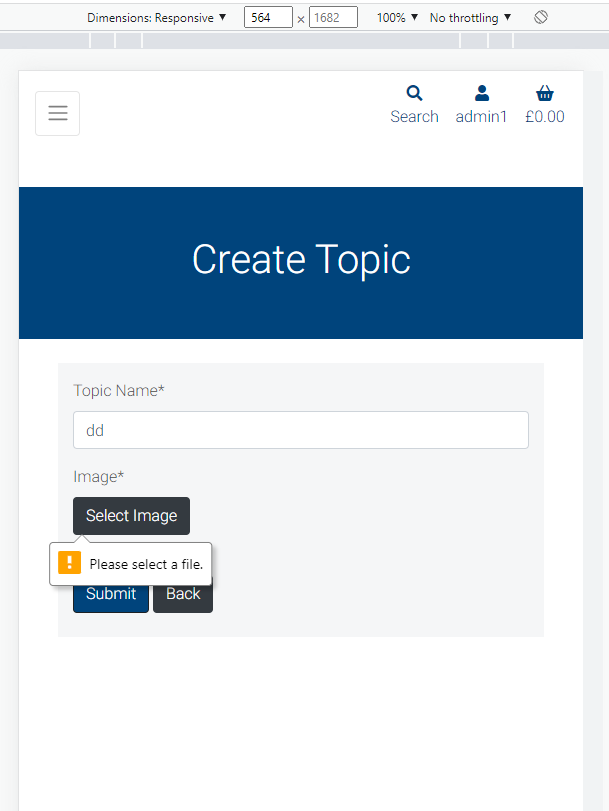 Dimensions: Responsive ▼ 564 × 1682 100% ▼ No throttling ▼
Search admin1 £0.00
Create Topic
Topic Name*
dd
Image*
Select Image
Please select a file.
Submit Back